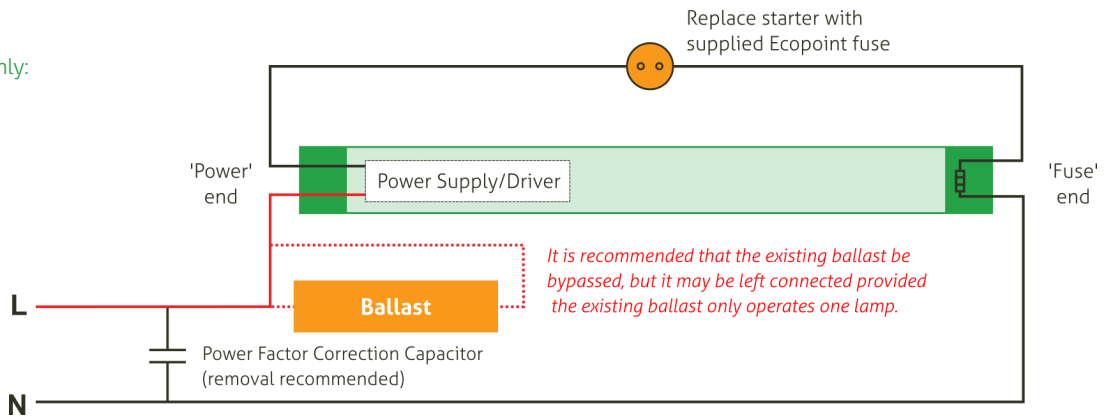 Replace starter with
supplied Ecopoint fuse
nly:
'Power'
end
Power Supply/Driver
'Fuse'
end
It is recommended that the existing ballast be
bypassed, but it may be left connected provided
the existing ballast only operates one lamp.
L
Ballast
Power Factor Correction Capacitor
(removal recommended)
N